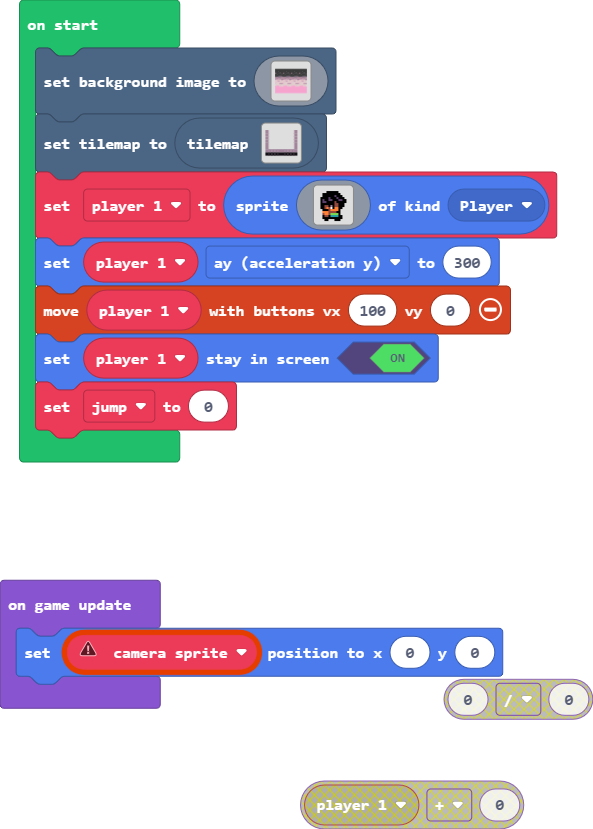 on start
set background image to
set tilemap to tilemap
set player 1 to sprite of kind Player
set player 1 ay (acceleration y) to 300
move player 1 with buttons vx 100 vy 0
set player 1 stay in screen ON
set jump to 0
on game update
set camera sprite position to x 0 y 0
0 / 0
player 1 + 0